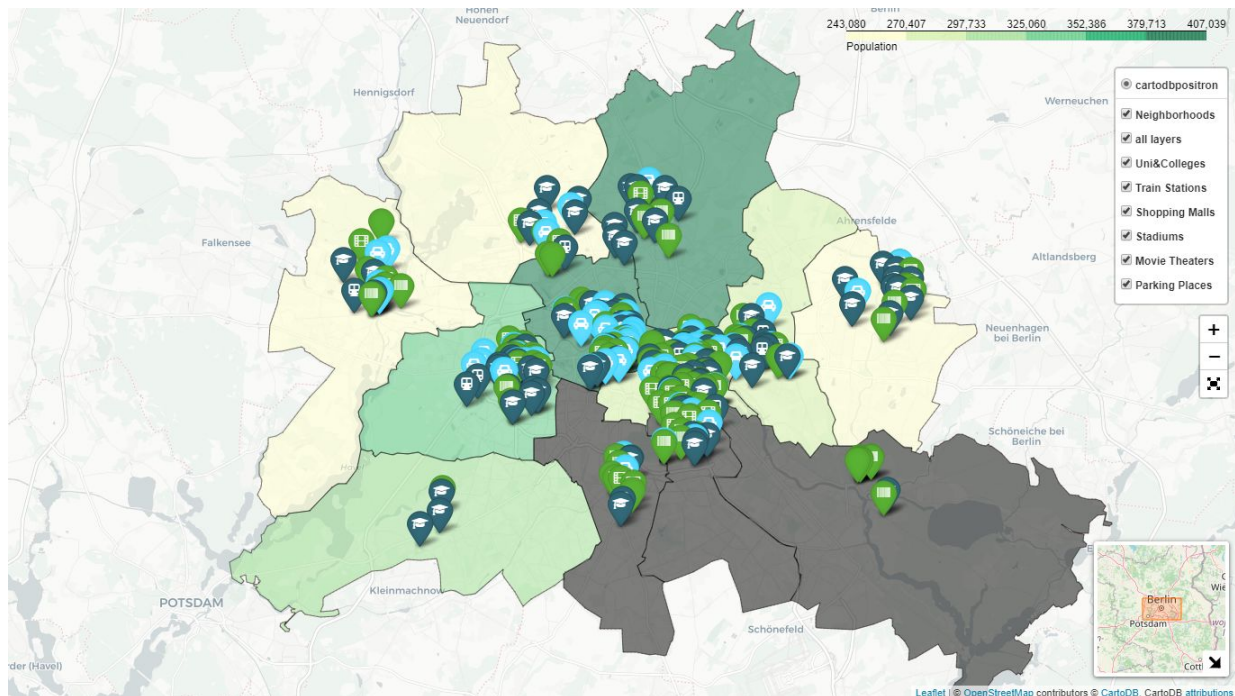 HOHEN
NEUENDORF
Berlin
243,080 270,407 297,733 325,060 352,386 379,713 407,039
Population
Hennigsdorf
Werneuchen
cartodbpositron
Neighborhoods
all layers
Uni&Colleges
Train Stations
Shopping Malls
Stadiums
Movie Theaters
Parking Places
Falkensee
Ahrensfelde
Altlandsberg
Neuenhagen
bei Berlin
+
−
Schöneiche bei
Berlin
Kleinmachnow
POTSDAM
Schönefeld
Berlin
Potsdam
Wie
Cott
rder (Havel)
Leaflet | © OpenStreetMap contributors © CartoDB, CartoDB attributions